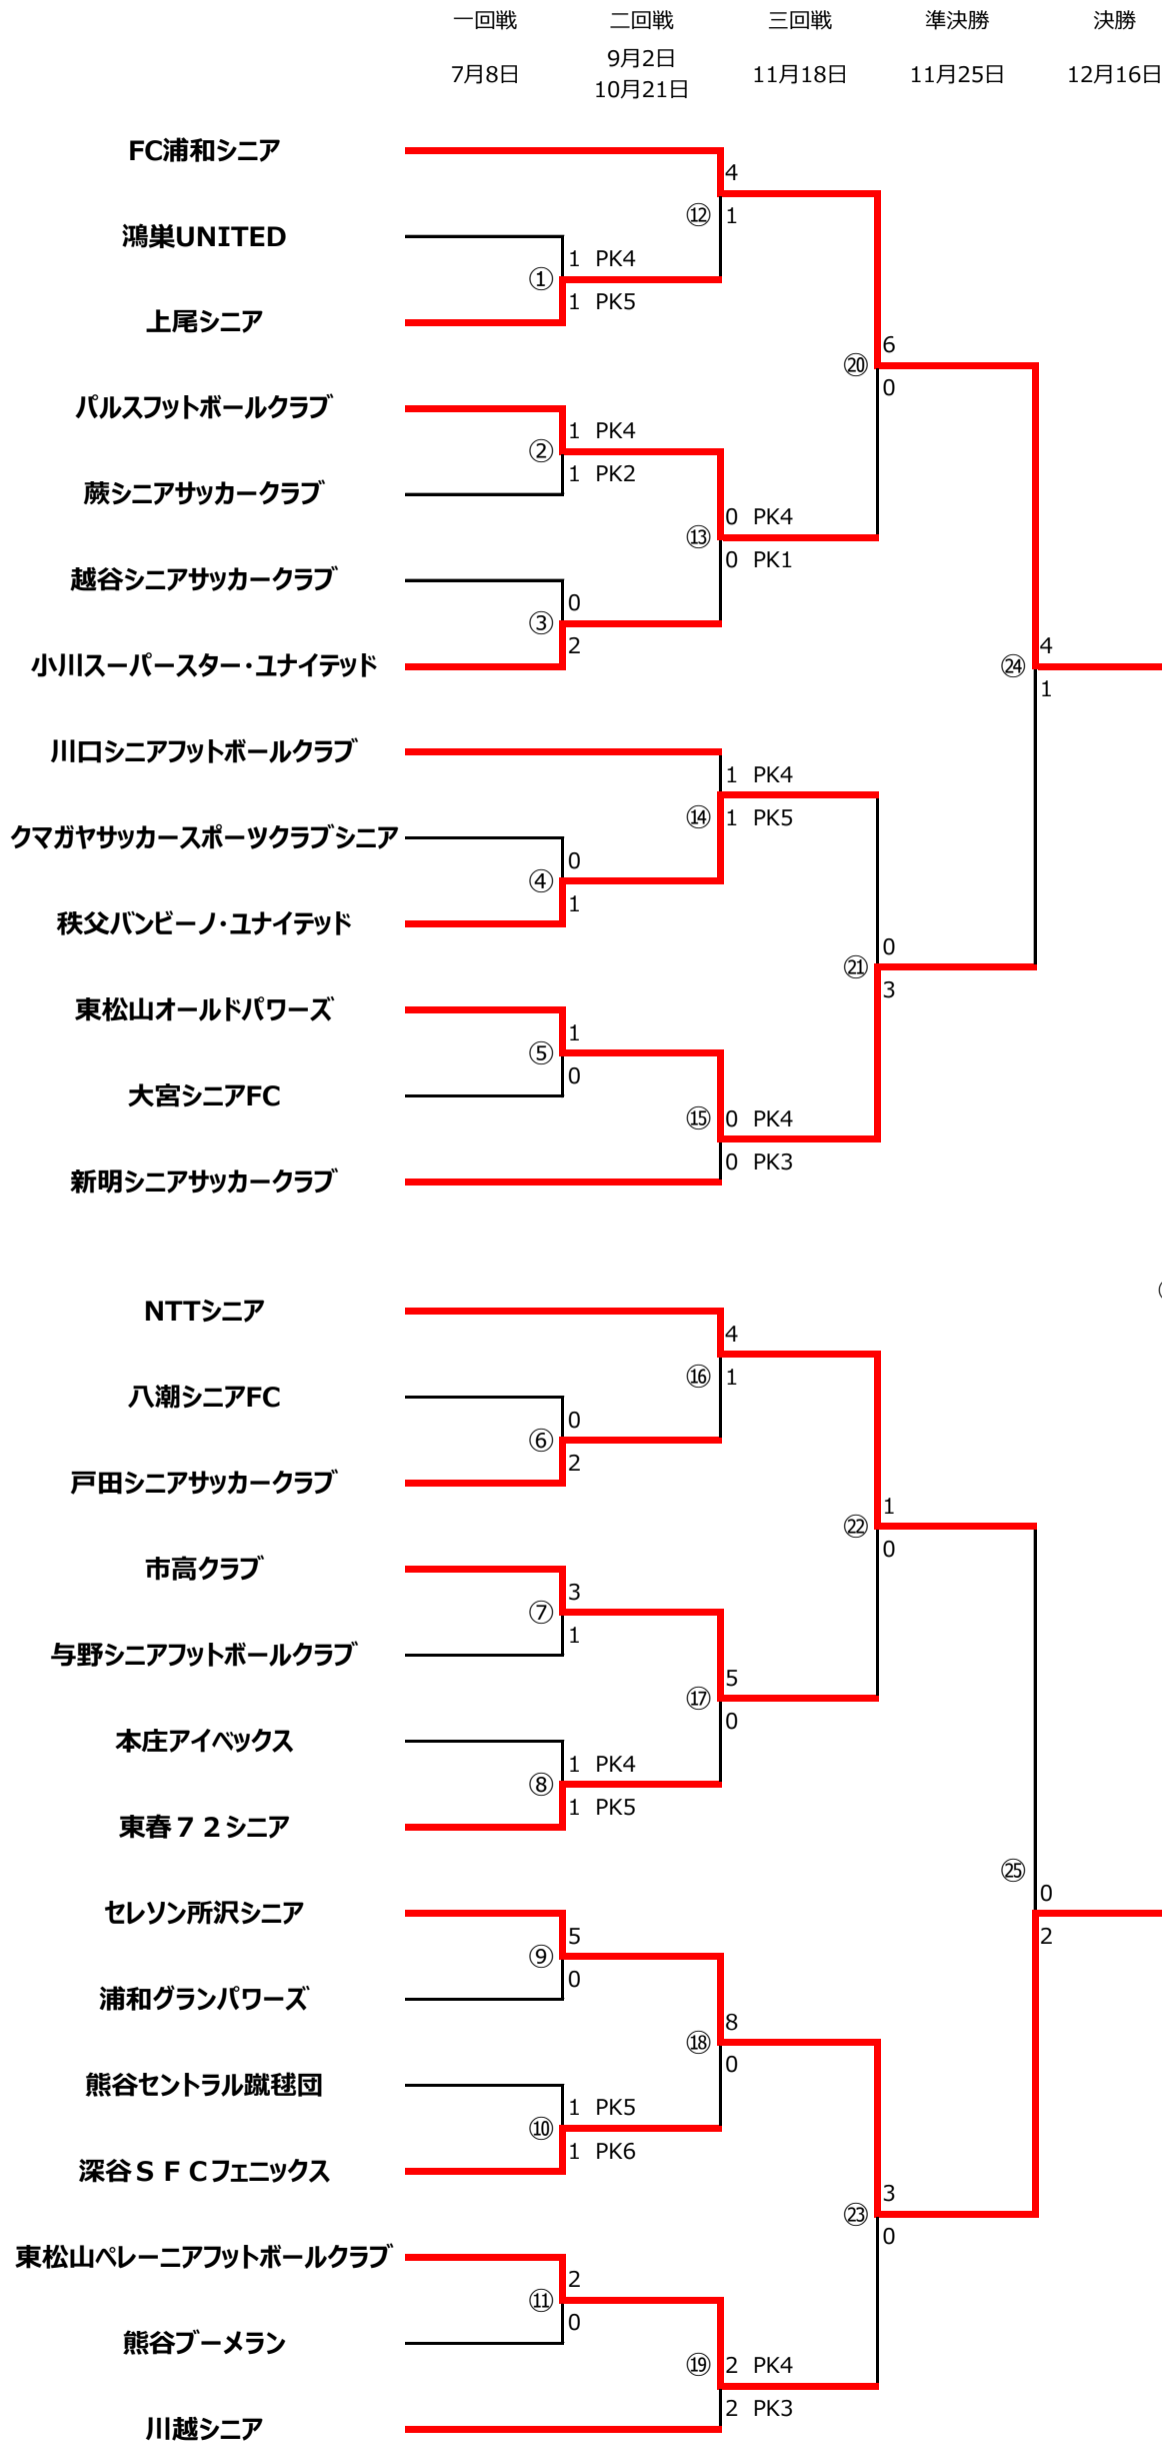 一回戦 二回戦 三回戦 準決勝 決勝
7月8日 9月2日 11月18日 11月25日 12月16日
10月21日
FC浦和シニア
4
⑫ 1
鴻巣UNITED
1 PK4
①
1 PK5
上尾シニア
6
⑳
0
パルスフットボールクラブ
1 PK4
②
1 PK2
蕨シニアサッカークラブ
0 PK4
⑬
0 PK1
越谷シニアサッカークラブ
0
③
2
小川スーパースター・ユナイテッド
4
㉔
1
川口シニアフットボールクラブ
1 PK4
⑭ 1 PK5
クマガヤサッカースポーツクラブシニア
0
④
1
秩父バンビーノ・ユナイテッド
0
㉑
3
東松山オールドパワーズ
1
⑤
0
大宮シニアFC
⑮ 0 PK4
0 PK3
新明シニアサッカークラブ
NTTシニア
4
⑯ 1
八潮シニアFC
0
⑥
2
戸田シニアサッカークラブ
1
㉒
0
市高クラブ
3
⑦
1
与野シニアフットボールクラブ
5
⑰
0
本庄アイベックス
1 PK4
⑧
1 PK5
東春７２シニア
㉕
0
2
セレソン所沢シニア
5
⑨
0
浦和グランパワーズ
8
⑱
0
熊谷セントラル蹴毬団
1 PK5
⑩
1 PK6
深谷ＳＦＣフェニックス
3
㉓
0
東松山ペレーニアフットボールクラブ
2
⑪
0
熊谷ブーメラン
⑲ 2 PK4
2 PK3
川越シニア